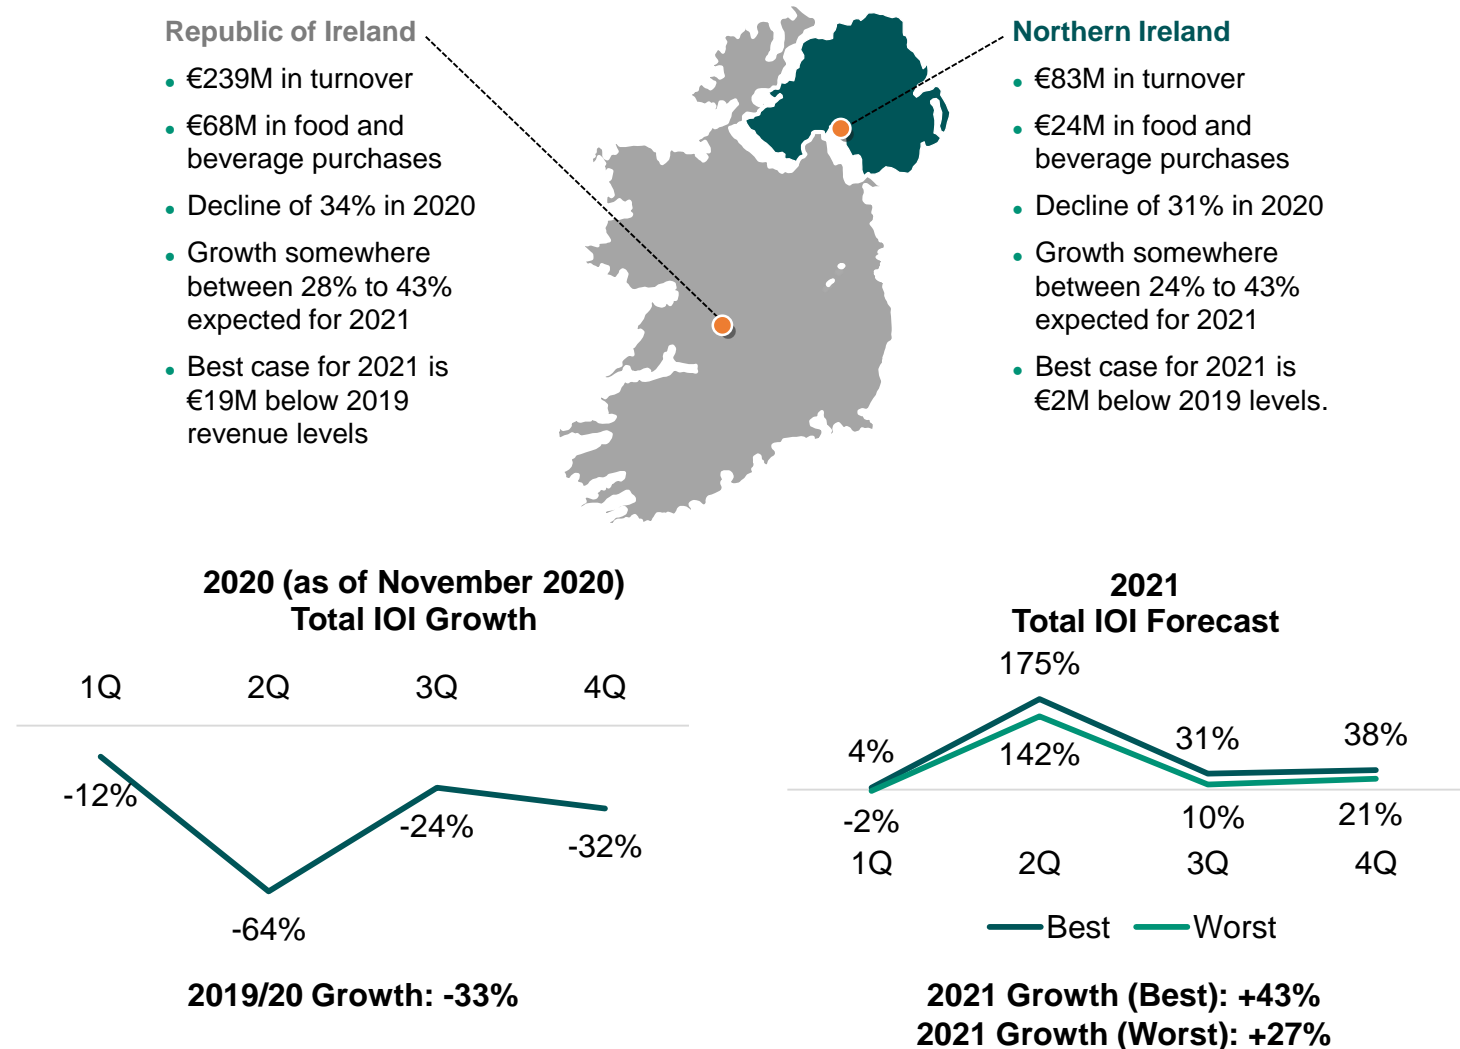 Republic of Ireland
• €239M in turnover
• €68M in food and
beverage purchases
• Decline of 34% in 2020
• Growth somewhere
between 28% to 43%
expected for 2021
• Best case for 2021 is
€19M below 2019
revenue levels
Northern Ireland
• €83M in turnover
• €24M in food and
beverage purchases
• Decline of 31% in 2020
• Growth somewhere
between 24% to 43%
expected for 2021
• Best case for 2021 is
€2M below 2019 levels.
2020 (as of November 2020)
Total IOI Growth
1Q 2Q 3Q 4Q
-12%
-64%
-24%
-32%
2019/20 Growth: -33%
2021
Total IOI Forecast
175%
4%
142%
31%
38%
-2%
10%
21%
1Q 2Q 3Q 4Q
Best Worst
2021 Growth (Best): +43%
2021 Growth (Worst): +27%